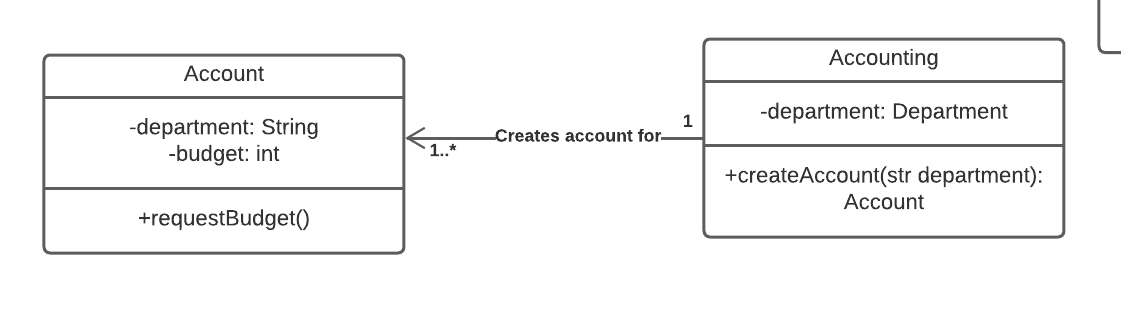 Account
-department: String
-budget: int
+requestBudget()
1..*
Creates account for
1
Accounting
-department: Department
+createAccount(str department):
Account